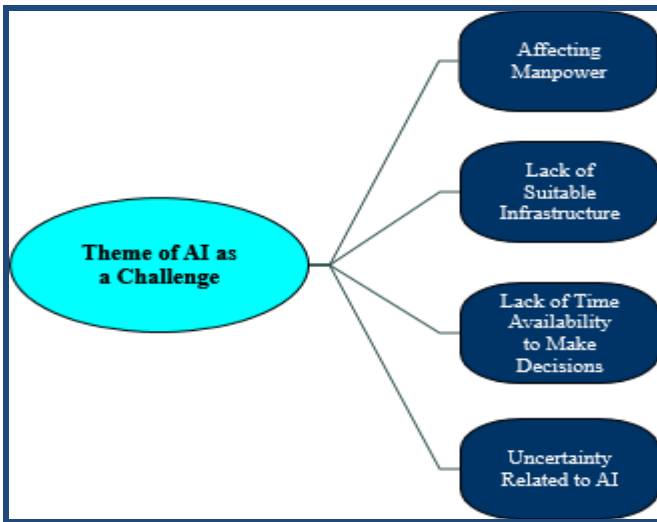 Affecting
Manpower
Lack of
Suitable
Infrastructure
Theme of AI as
a Challenge
Lack of Time
Availability
to Make
Decisions
Uncertainty
Related to AI